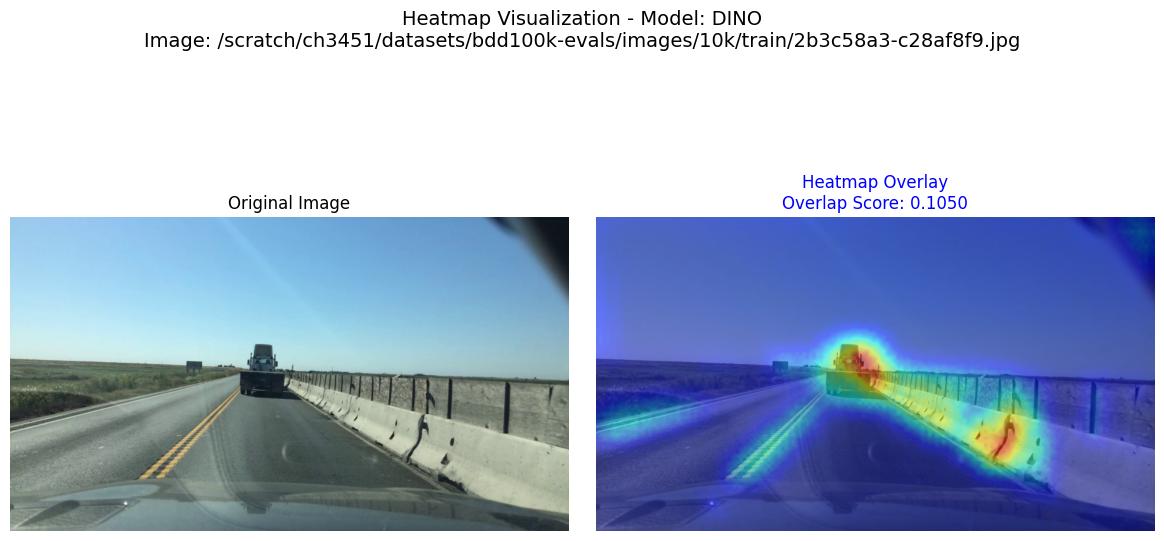 Heatmap Visualization - Model: DINO
Image: /scratch/ch3451/datasets/bdd100k-evals/images/10k/train/2b3c58a3-c28af8f9.jpg
Original Image
Heatmap Overlay
Overlap Score: 0.1050